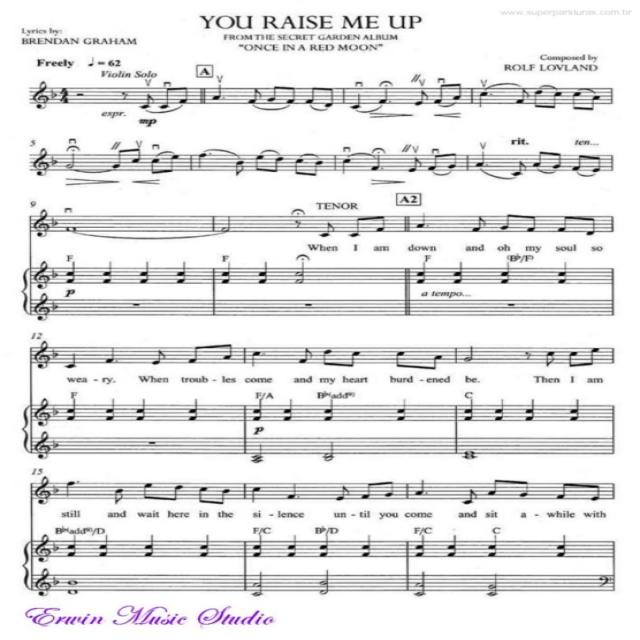 www.superpartituras.com.br
YOU RAISE ME UP
Lyrics by:
BRENDAN GRAHAM
FROM THE SECRET GARDEN ALBUM
"ONCE IN A RED MOON"
Composed by
ROLF LOVLAND
Freely ♩= 62
Violin Solo
A
espr.
mp
5
rit.
ten...
9
TENOR
A2
When I am down and oh my soul so
F F F (B♭/F)
p
a tempo...
12
wea - ry. When troub - les come and my heart burd - ened be. Then I am
F F/A B♭(add9) C
p
15
still and wait here in the si - lence un - til you come and sit a - while with
B♭(add9)/D F/C B♭/D F/C C
Erwin Music Studio